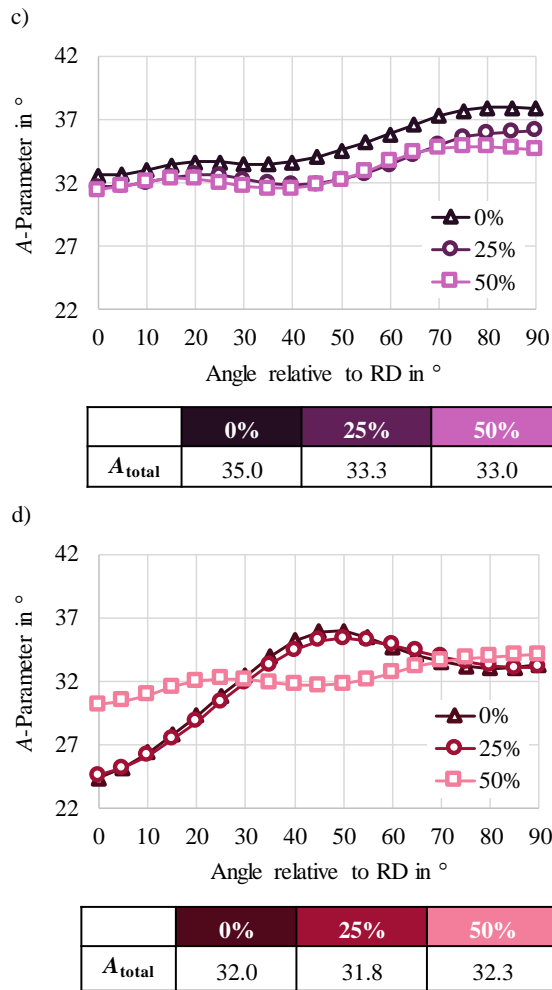 c)
42
37
32
27
22
A-Parameter in °
0%
25%
50%
0 10 20 30 40 50 60 70 80 90
Angle relative to RD in °
0% 25% 50%
Atotal 35.0 33.3 33.0
d)
42
37
32
27
22
A-Parameter in °
0%
25%
50%
0 10 20 30 40 50 60 70 80 90
Angle relative to RD in °
0% 25% 50%
Atotal 32.0 31.8 32.3